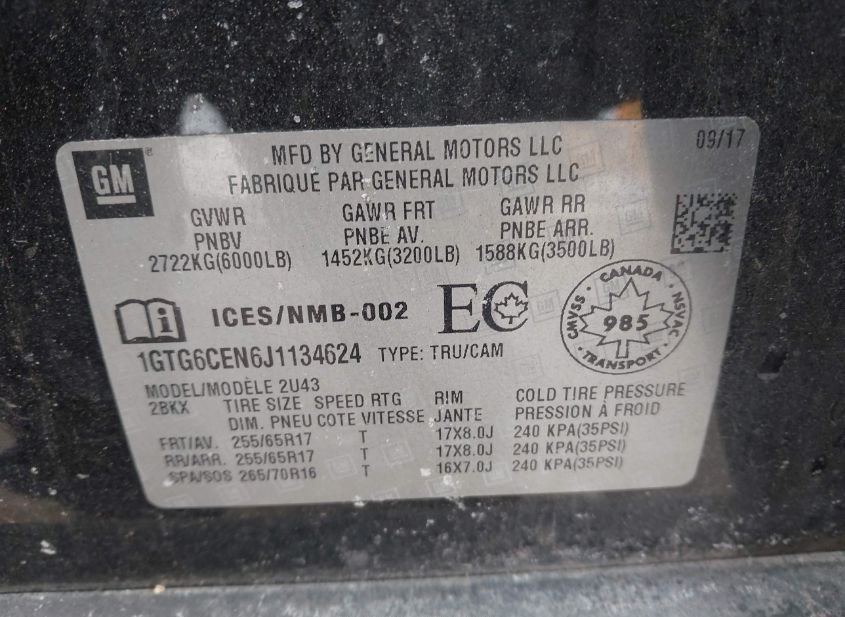 GM
MFD BY GENERAL MOTORS LLC
09/17
FABRIQUE PAR GENERAL MOTORS LLC
GVWR GAWR FRT GAWR RR
PNBV PNBE AV. PNBE ARR.
2722KG(6000LB) 1452KG(3200LB) 1588KG(3500LB)
ICES/NMB-002 EC
CANADA
CMVSS 985 NSVAC
TRANSPORT
1GTG6CEN6J1134624 TYPE: TRU/CAM
MODEL/MODÈLE 2U43
2BKX TIRE SIZE SPEED RTG RIM COLD TIRE PRESSURE
DIM. PNEU COTE VITESSE JANTE PRESSION À FROID
FRT/AV. 255/65R17 T 17X8.0J 240 KPA(35PSI)
RR/ARR. 255/65R17 T 17X8.0J 240 KPA(35PSI)
SPA/SOS 265/70R16 T 16X7.0J 240 KPA(35PSI)